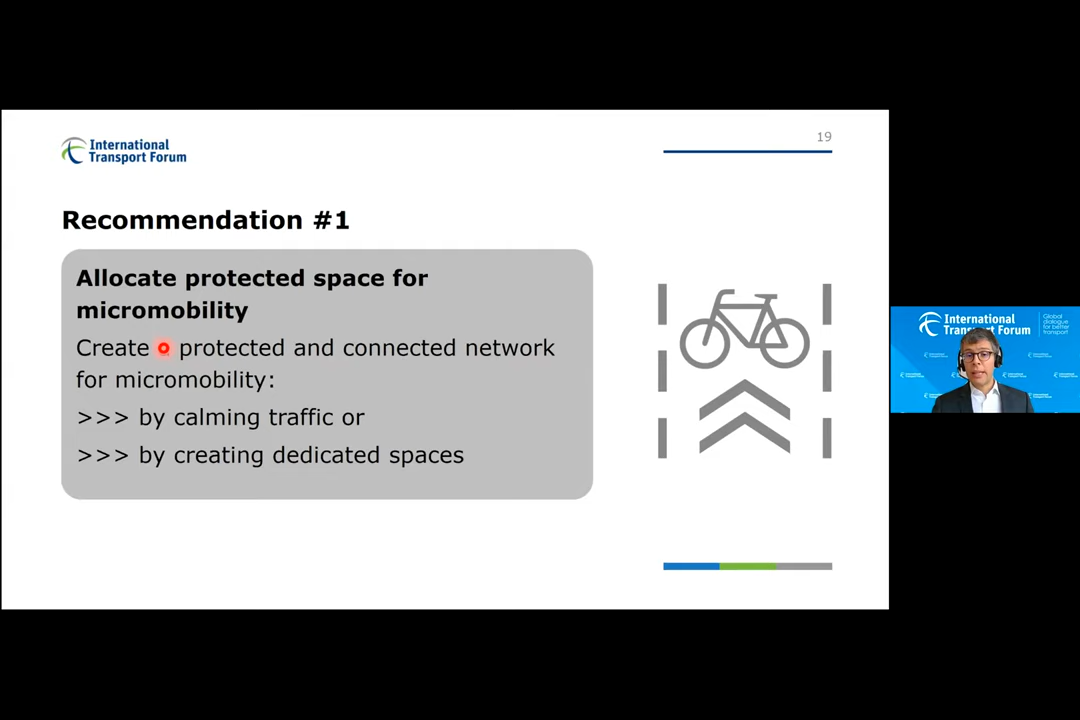 International
Transport Forum
19
Recommendation #1
Allocate protected space for
micromobility
Create protected and connected network
for micromobility:
>>> by calming traffic or
>>> by creating dedicated spaces
International
Transport Forum
Global
dialogue
for better
transport